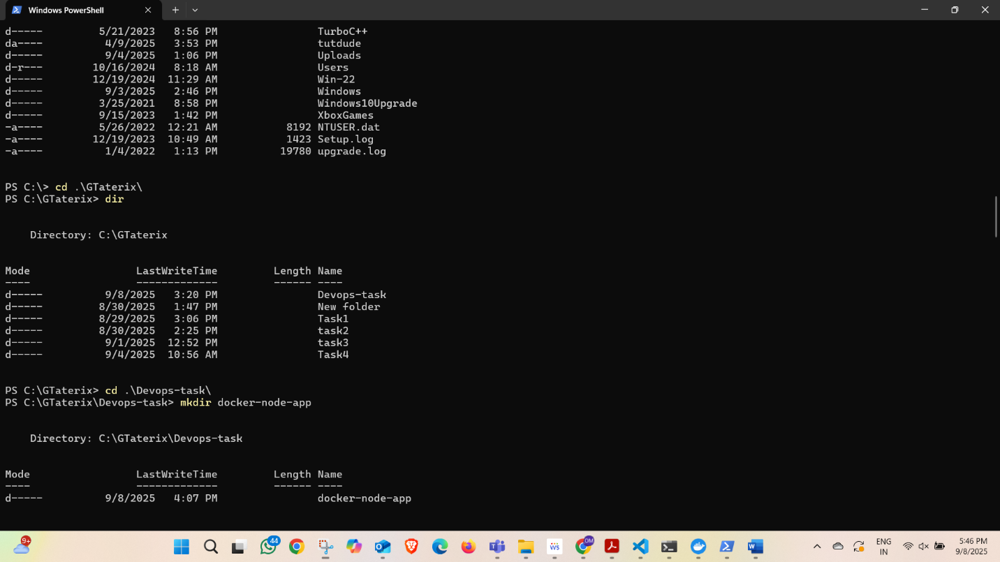 Windows PowerShell
d-----          5/21/2023   8:56 PM                TurboC++
da----           4/9/2025   3:53 PM                tutdude
d-----           9/4/2025   1:06 PM                Uploads
d-r---         10/16/2024   8:18 AM                Users
d-----         12/19/2024  11:29 AM                Win-22
d-----           9/3/2025   2:46 PM                Windows
d-----          3/25/2021   8:58 PM                Windows10Upgrade
d-----          9/15/2023   1:42 PM                XboxGames
-a----          5/26/2022  12:21 AM           8192 NTUSER.dat
-a----         12/19/2023  10:49 AM           1423 Setup.log
-a----           1/4/2022   1:13 PM          19780 upgrade.log
PS C:\> cd .\GTaterix\
PS C:\GTaterix> dir
    Directory: C:\GTaterix
Mode                 LastWriteTime         Length Name
----                 -------------         ------ ----
d-----           9/8/2025   3:20 PM                Devops-task
d-----          8/30/2025   1:47 PM                New folder
d-----          8/29/2025   3:06 PM                Task1
d-----          8/30/2025   2:25 PM                task2
d-----           9/1/2025  12:52 PM                task3
d-----           9/4/2025  10:56 AM                Task4
PS C:\GTaterix> cd .\Devops-task\
PS C:\GTaterix\Devops-task> mkdir docker-node-app
    Directory: C:\GTaterix\Devops-task
Mode                 LastWriteTime         Length Name
----                 -------------         ------ ----
d-----           9/8/2025   4:07 PM                docker-node-app
9+
44
WS
OM
ENG
IN
5:46 PM
9/8/2025